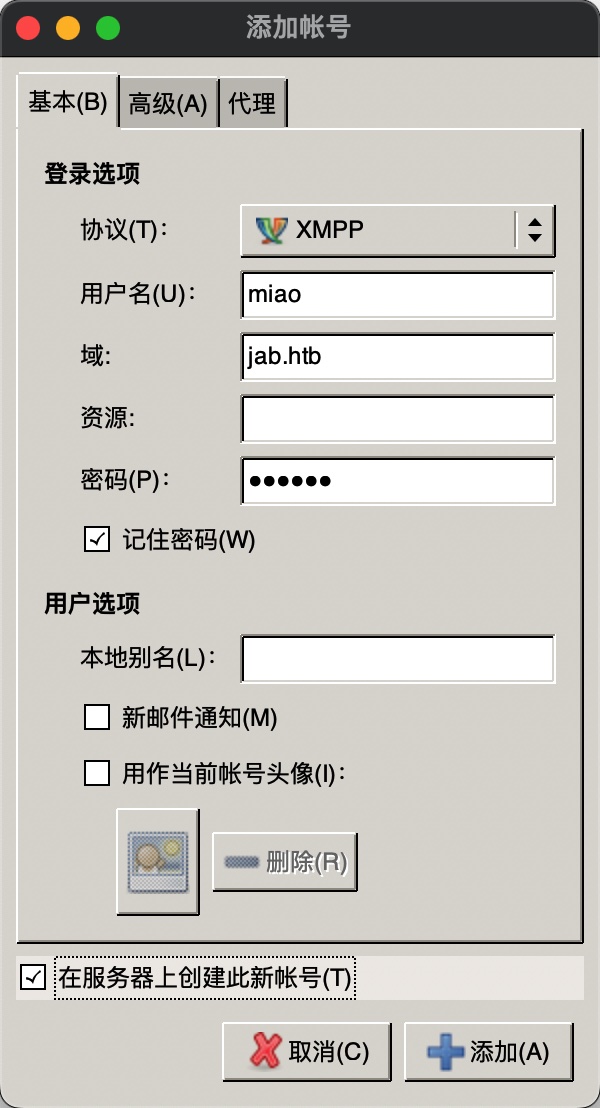 添加帐号
基本(B) 高级(A) 代理
登录选项
协议(T)： XMPP
用户名(U)： miao
域: jab.htb
资源:
密码(P)： ●●●●●●
记住密码(W)
用户选项
本地别名(L)：
新邮件通知(M)
用作当前帐号头像(I)：
删除(R)
在服务器上创建此新帐号(T)
取消(C) 添加(A)